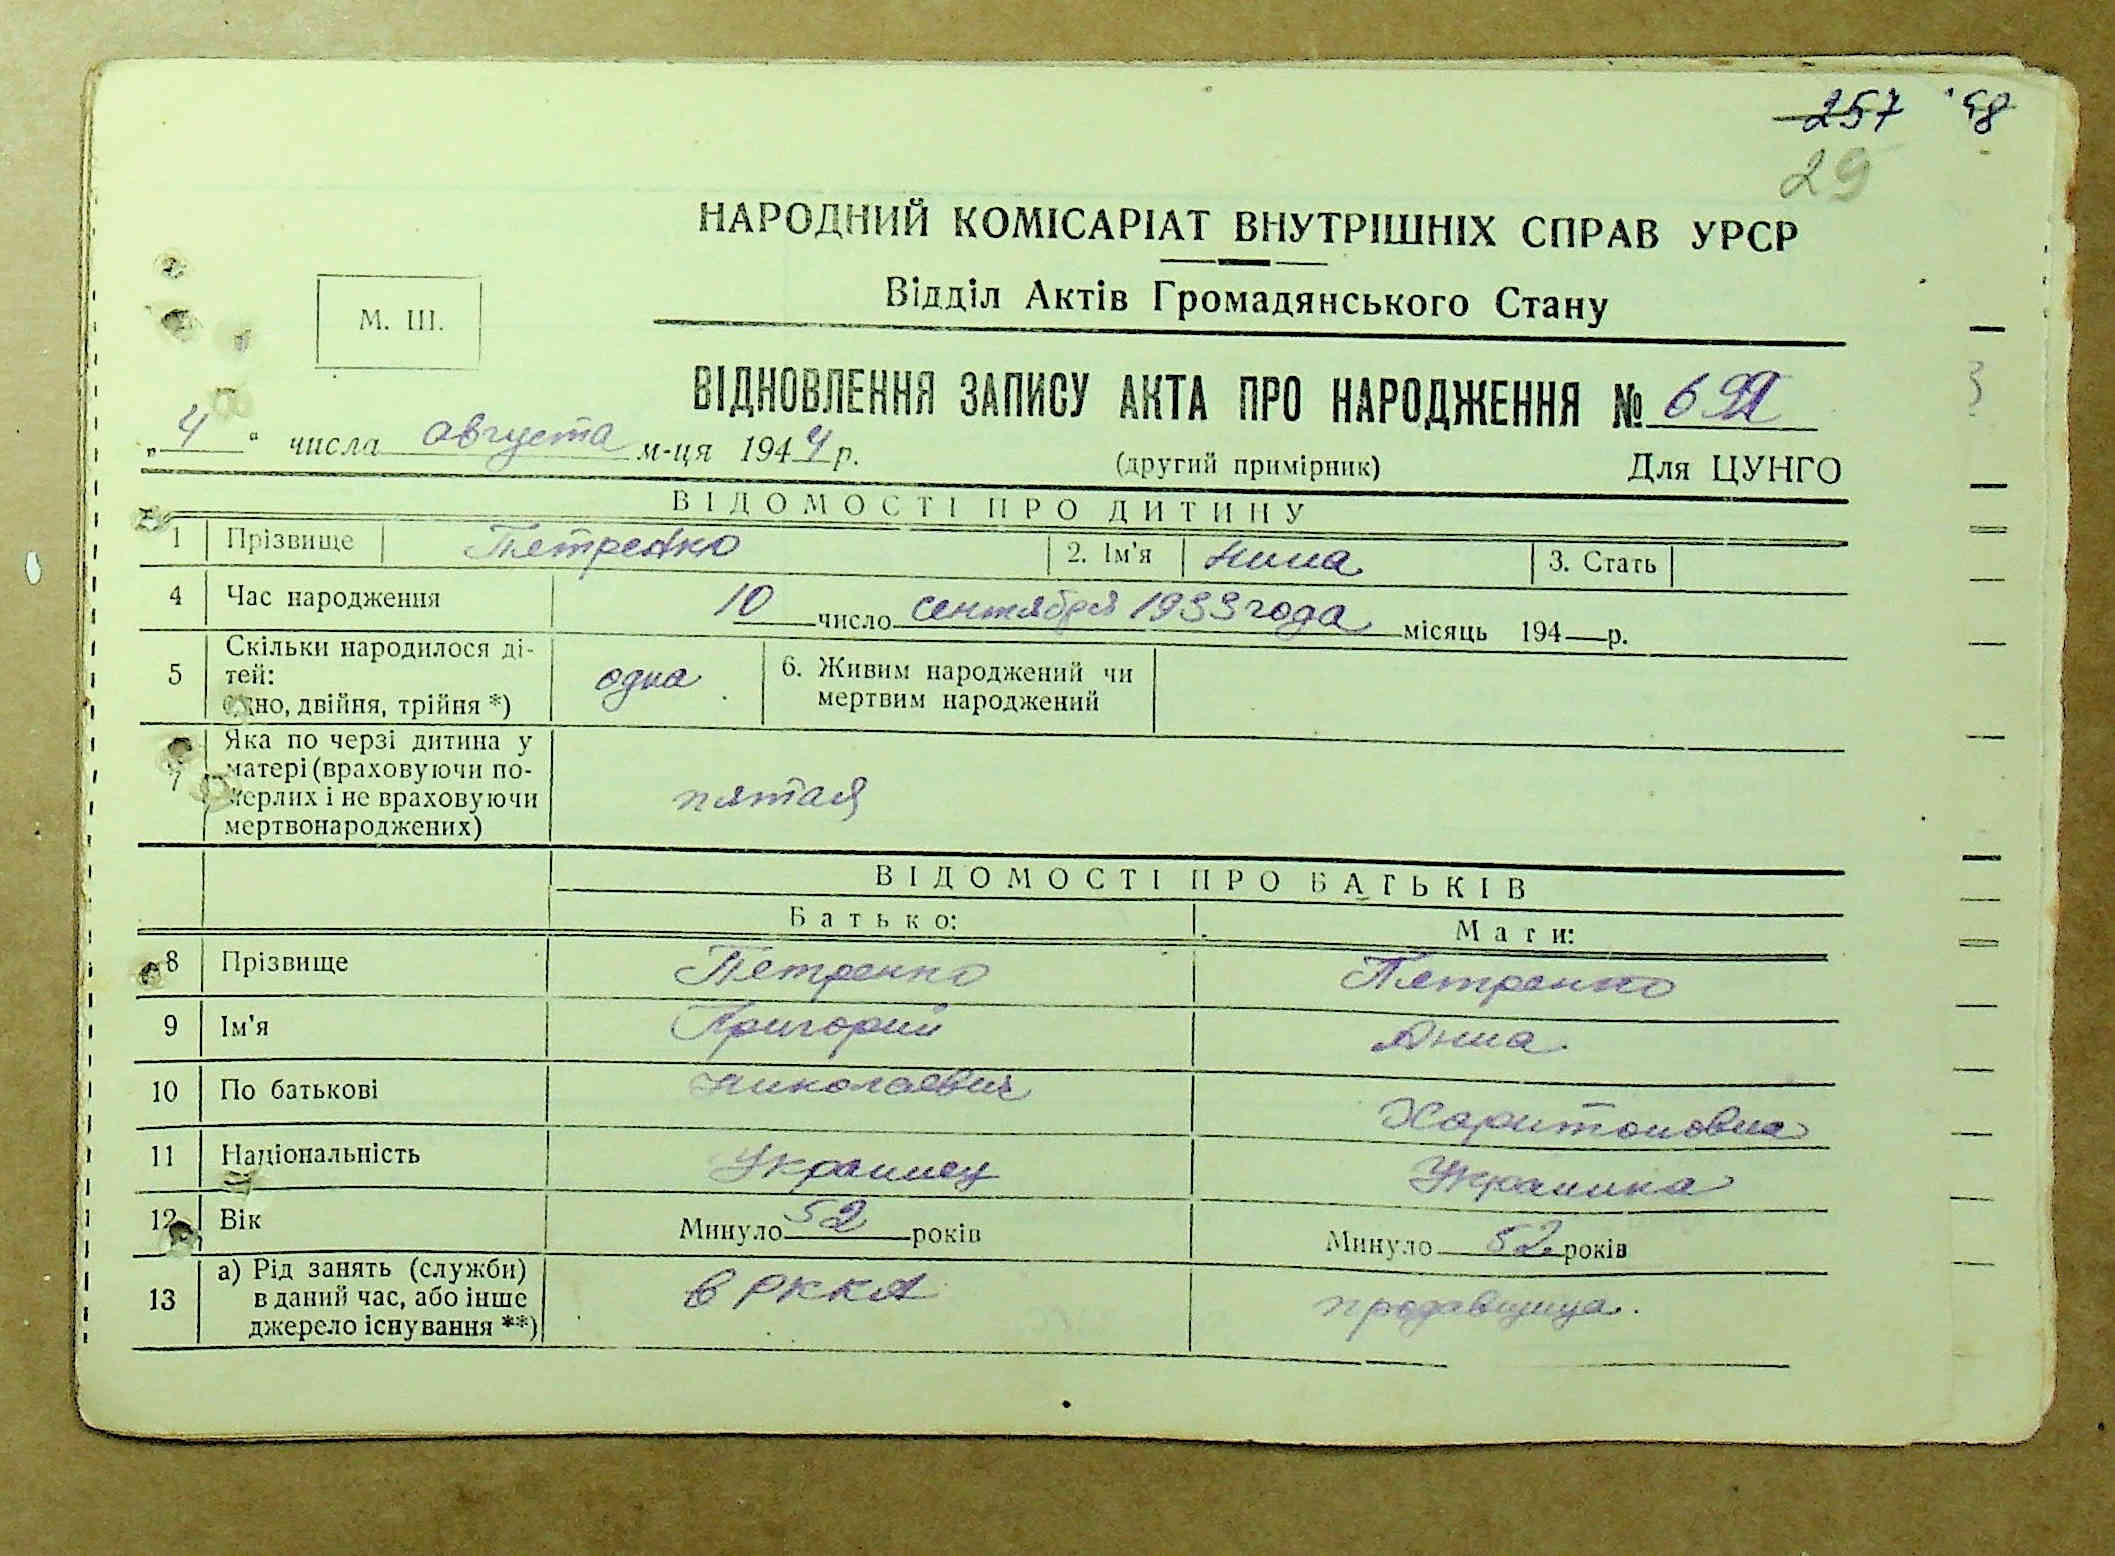 257 58
29
НАРОДНИЙ КОМІСАРІАТ ВНУТРІШНІХ СПРАВ УРСР
Відділ Актів Громадянського Стану
М. Ш.
ВІДНОВЛЕННЯ ЗАПИСУ АКТА ПРО НАРОДЖЕННЯ № 692
„4“ числа августа м-ця 1944 р. (другий примірник) Для ЦУНГО
ВІДОМОСТІ ПРО ДИТИНУ
1 Прізвище Петренко 2. Ім'я Нина 3. Стать
4 Час народження 10 число сентября 1933 года місяць 194—р.
5 Скільки народилося ді-
тей:
одно, двійня, трійня *) одна 6. Живим народжений чи
мертвим народжений
7 Яка по черзі дитина у
матері (враховуючи по-
мерлих і не враховуючи
мертвонароджених) пятая
ВІДОМОСТІ ПРО БАТЬКІВ
Батько: Мати:
8 Прізвище Петренко Петренко
9 Ім'я Григорий Анна
10 По батькові Николаевич Харитоновна
11 Національність Украинец Украинка
12 Вік Минуло 52 років Минуло 52 років
13 а) Рід занять (служби)
в даний час, або інше
джерело існування **) в РККА продавщица.